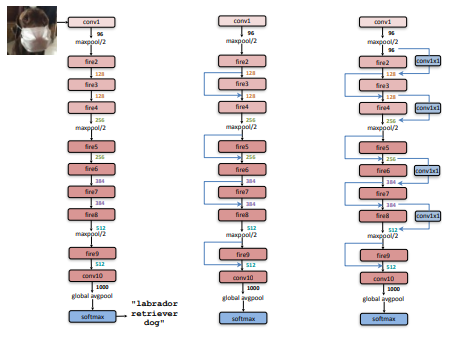 conv1
96
maxpool/2
fire2
128
fire3
128
fire4
256
maxpool/2
fire5
256
fire6
384
fire7
384
fire8
512
maxpool/2
fire9
512
conv10
1000
global avgpool
softmax
"labrador
retriever
dog"
conv1
96
maxpool/2
fire2
128
fire3
128
fire4
256
maxpool/2
fire5
256
fire6
384
fire7
384
fire8
512
maxpool/2
fire9
512
conv10
1000
global avgpool
softmax
conv1
96
maxpool/2
96
conv1x1
fire2
128
fire3
128
conv1x1
fire4
256
maxpool/2
fire5
256
conv1x1
fire6
384
fire7
384
conv1x1
fire8
512
maxpool/2
fire9
512
conv10
1000
global avgpool
softmax